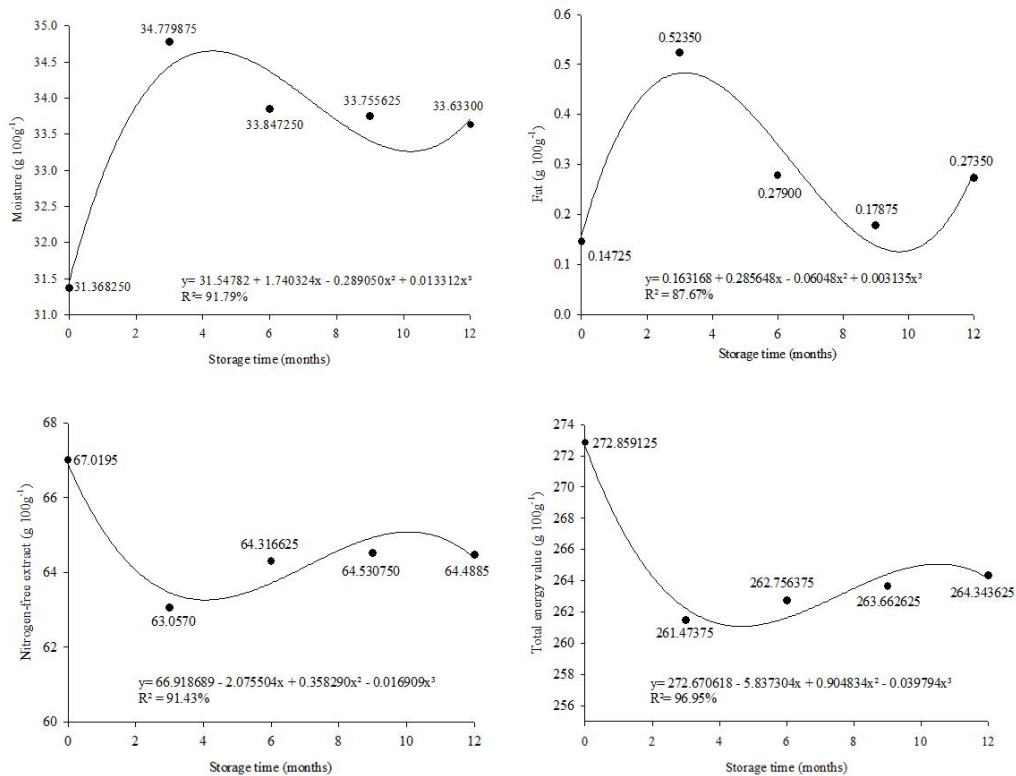 35.0
34.5
34.0
33.5
33.0
32.5
32.0
31.5
31.0
Moisture (g 100g⁻¹)
34.779875
33.847250
33.755625
33.63300
31.368250
y= 31.54782 + 1.740324x - 0.289050x² + 0.013312x³
R²= 91.79%
0 2 4 6 8 10 12
Storage time (months)
0.6
0.5
0.4
0.3
0.2
0.1
0.0
Fat (g 100g⁻¹)
0.52350
0.27900
0.17875
0.27350
0.14725
y= 0.163168 + 0.285648x - 0.06048x² + 0.003135x³
R² = 87.67%
0 2 4 6 8 10 12
Storage time (months)
68
66
64
62
60
Nitrogen-free extract (g 100g⁻¹)
67.0195
63.0570
64.316625
64.530750
64.4885
y= 66.918689 - 2.075504x + 0.358290x² - 0.016909x³
R² = 91.43%
0 2 4 6 8 10 12
Storage time (months)
274
272
270
268
266
264
262
260
258
256
Total energy value (g 100g⁻¹)
272.859125
261.47375
262.756375
263.662625
264.343625
y= 272.670618 - 5.837304x + 0.904834x² - 0.039794x³
R²= 96.95%
0 2 4 6 8 10 12
Storage time (months)